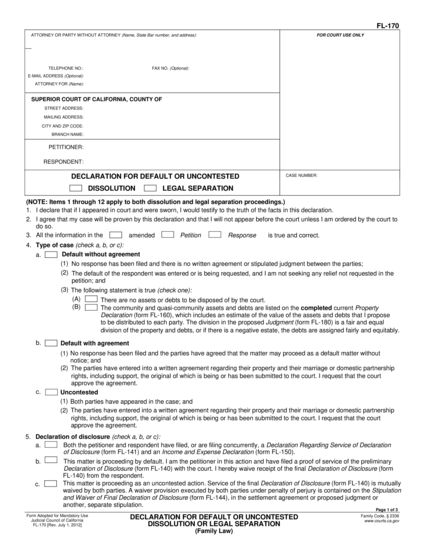 FL-170
ATTORNEY OR PARTY WITHOUT ATTORNEY (Name, State Bar number, and address):
FOR COURT USE ONLY
TELEPHONE NO.: FAX NO. (Optional):
E-MAIL ADDRESS (Optional):
ATTORNEY FOR (Name):
SUPERIOR COURT OF CALIFORNIA, COUNTY OF
STREET ADDRESS:
MAILING ADDRESS:
CITY AND ZIP CODE:
BRANCH NAME:
PETITIONER:
RESPONDENT:
DECLARATION FOR DEFAULT OR UNCONTESTED
DISSOLUTION LEGAL SEPARATION
CASE NUMBER:
(NOTE: Items 1 through 12 apply to both dissolution and legal separation proceedings.)
1. I declare that if I appeared in court and were sworn, I would testify to the truth of the facts in this declaration.
2. I agree that my case will be proven by this declaration and that I will not appear before the court unless I am ordered by the court to
do so.
3. All the information in the amended Petition Response is true and correct.
4. Type of case (check a, b, or c):
a. Default without agreement
(1) No response has been filed and there is no written agreement or stipulated judgment between the parties;
(2) The default of the respondent was entered or is being requested, and I am not seeking any relief not requested in the
petition; and
(3) The following statement is true (check one):
(A) There are no assets or debts to be disposed of by the court.
(B) The community and quasi-community assets and debts are listed on the completed current Property
Declaration (form FL-160), which includes an estimate of the value of the assets and debts that I propose
to be distributed to each party. The division in the proposed Judgment (form FL-180) is a fair and equal
division of the property and debts, or if there is a negative estate, the debts are assigned fairly and equitably.
b. Default with agreement
(1) No response has been filed and the parties have agreed that the matter may proceed as a default matter without
notice; and
(2) The parties have entered into a written agreement regarding their property and their marriage or domestic partnership
rights, including support, the original of which is being or has been submitted to the court. I request that the court
approve the agreement.
c. Uncontested
(1) Both parties have appeared in the case; and
(2) The parties have entered into a written agreement regarding their property and their marriage or domestic partnership
rights, including support, the original of which is being or has been submitted to the court. I request that the court
approve the agreement.
5. Declaration of disclosure (check a, b, or c):
a. Both the petitioner and respondent have filed, or are filing concurrently, a Declaration Regarding Service of Declaration
of Disclosure (form FL-141) and an Income and Expense Declaration (form FL-150).
b. This matter is proceeding by default. I am the petitioner in this action and have filed a proof of service of the preliminary
Declaration of Disclosure (form FL-140) with the court. I hereby waive receipt of the final Declaration of Disclosure (form
FL-140) from the respondent.
c. This matter is proceeding as an uncontested action. Service of the final Declaration of Disclosure (form FL-140) is mutually
waived by both parties. A waiver provision executed by both parties under penalty of perjury is contained on the Stipulation
and Waiver of Final Declaration of Disclosure (form FL-144), in the settlement agreement or proposed judgment or
another, separate stipulation.
Page 1 of 3
Form Adopted for Mandatory Use
Judicial Council of California
FL-170 [Rev. July 1, 2012]
DECLARATION FOR DEFAULT OR UNCONTESTED
DISSOLUTION OR LEGAL SEPARATION
(Family Law)
Family Code, § 2336
www.courts.ca.gov